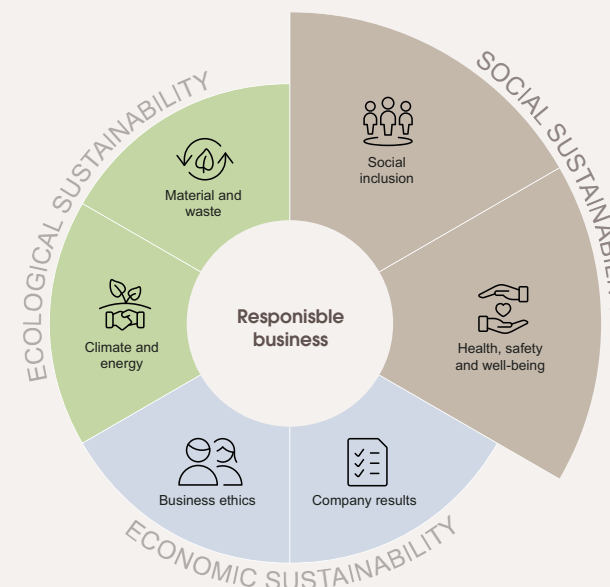 ECOLOGICAL SUSTAINABILITY
SOCIAL SUSTAINABILI
Social
inclusion
Material and
waste
Responisble
business
Climate and
energy
Health, safety
and well-being
Business ethics
Company results
ECONOMIC SUSTAINABILITY